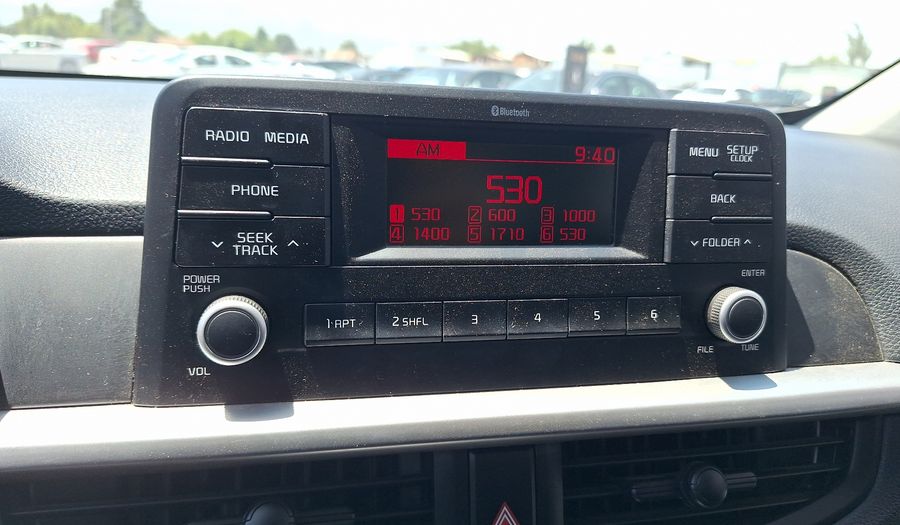 Bluetooth
RADIO MEDIA
PHONE
SEEK
TRACK
POWER
PUSH
VOL
AM 9:40
530
1 530 2 600 3 1000
4 1400 5 1710 6 530
MENU SETUP
CLOCK
BACK
FOLDER
ENTER
FILE TUNE
1 RPT 2 SHFL 3 4 5 6